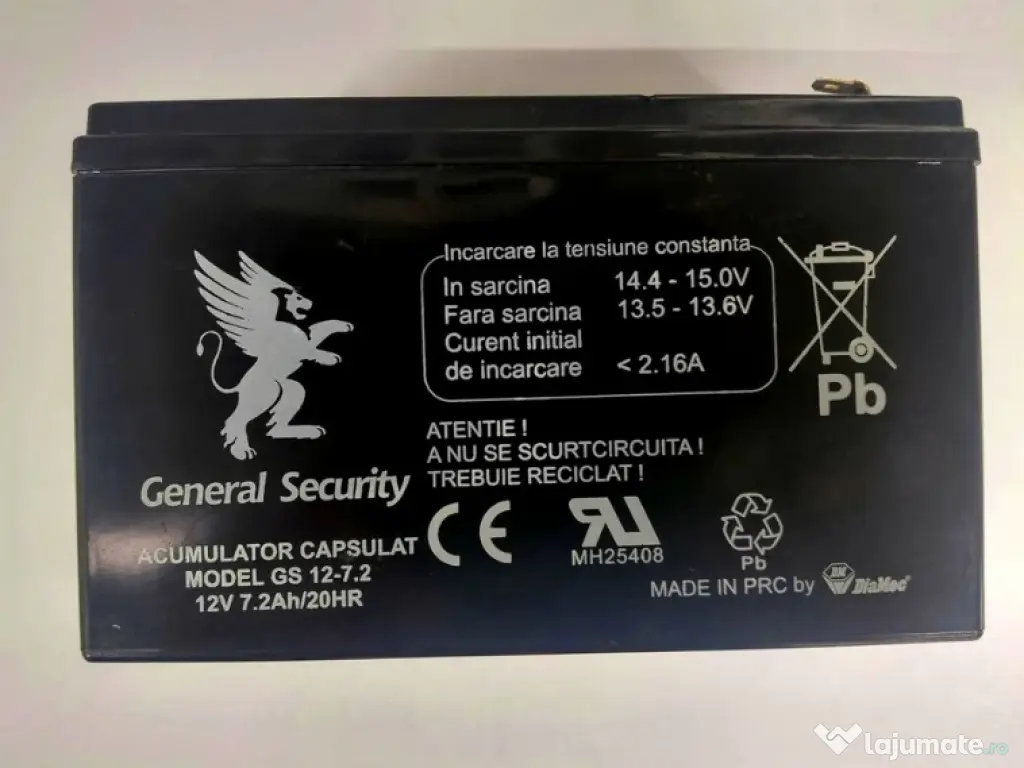 Incarcare la tensiune constanta
In sarcina 14.4 - 15.0V
Fara sarcina 13.5 - 13.6V
Curent initial
de incarcare < 2.16A
Pb
ATENTIE !
A NU SE SCURTCIRCUITA !
TREBUIE RECICLAT !
General Security
ACUMULATOR CAPSULAT
MODEL GS 12-7.2
12V 7.2Ah/20HR
CE
RU
MH25408
Pb
MADE IN PRC by DM DiaMec®
lajumate.ro